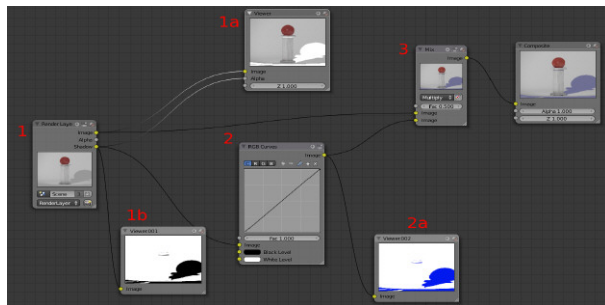 1a
Viewer
Image
Alpha
Z 1.000
3
Mix
Image
Multiply
Fac 0.300
Image
Image
Composite
Image
Alpha 1.000
Z 1.000
1
Render Layer
Image
Alpha
Shadow
Scene
RenderLayer
2
RGB Curves
Image
C R G B
Fac 1.000
Image
Black Level
White Level
1b
Viewer.001
Image
2a
Viewer.002
Image